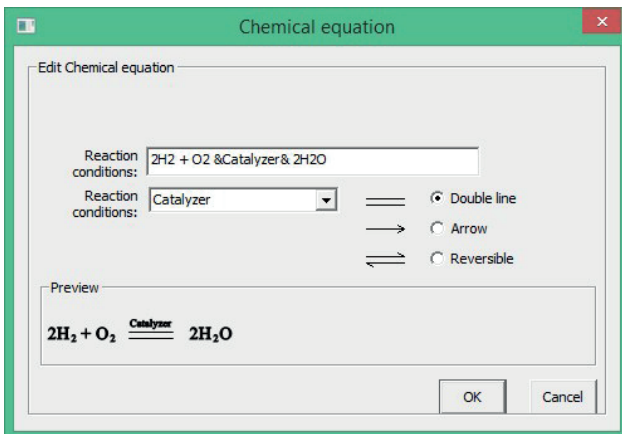 Chemical equation
Edit Chemical equation
Reaction conditions:
2H2 + O2 &Catalyzer& 2H2O
Reaction conditions:
Catalyzer
Double line
Arrow
Reversible
Preview
2H₂ + O₂ Catalyzer 2H₂O
OK Cancel